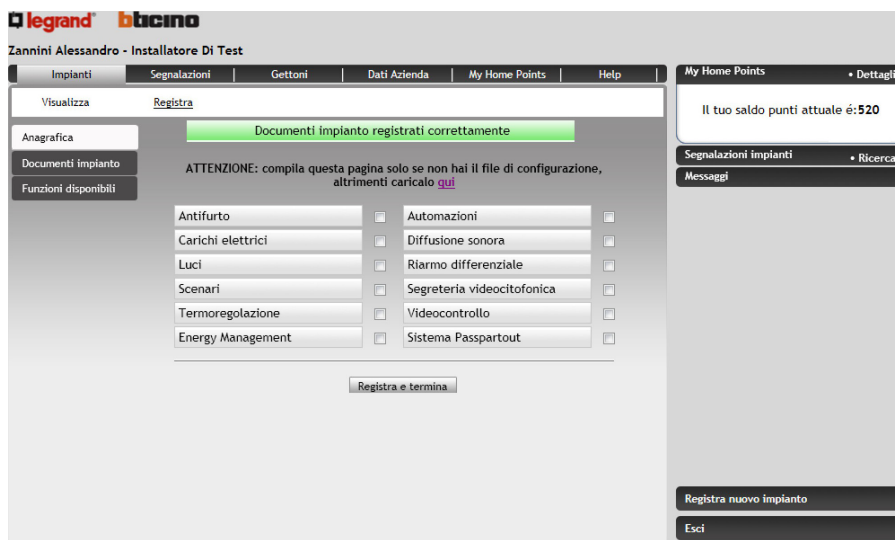 legrand bticino
Zannini Alessandro - Installatore Di Test
Impianti Segnalazioni Gettoni Dati Azienda My Home Points Help
Visualizza Registra
Anagrafica
Documenti impianto
Funzioni disponibili
Documenti impianto registrati correttamente
ATTENZIONE: compila questa pagina solo se non hai il file di configurazione,
altrimenti caricalo qui
Antifurto Automazioni
Carichi elettrici Diffusione sonora
Luci Riarmo differenziale
Scenari Segreteria videocitofonica
Termoregolazione Videocontrollo
Energy Management Sistema Passpartout
Registra e termina
My Home Points • Dettagli
Il tuo saldo punti attuale é:520
Segnalazioni impianti • Ricerca
Messaggi
Registra nuovo impianto
Esci